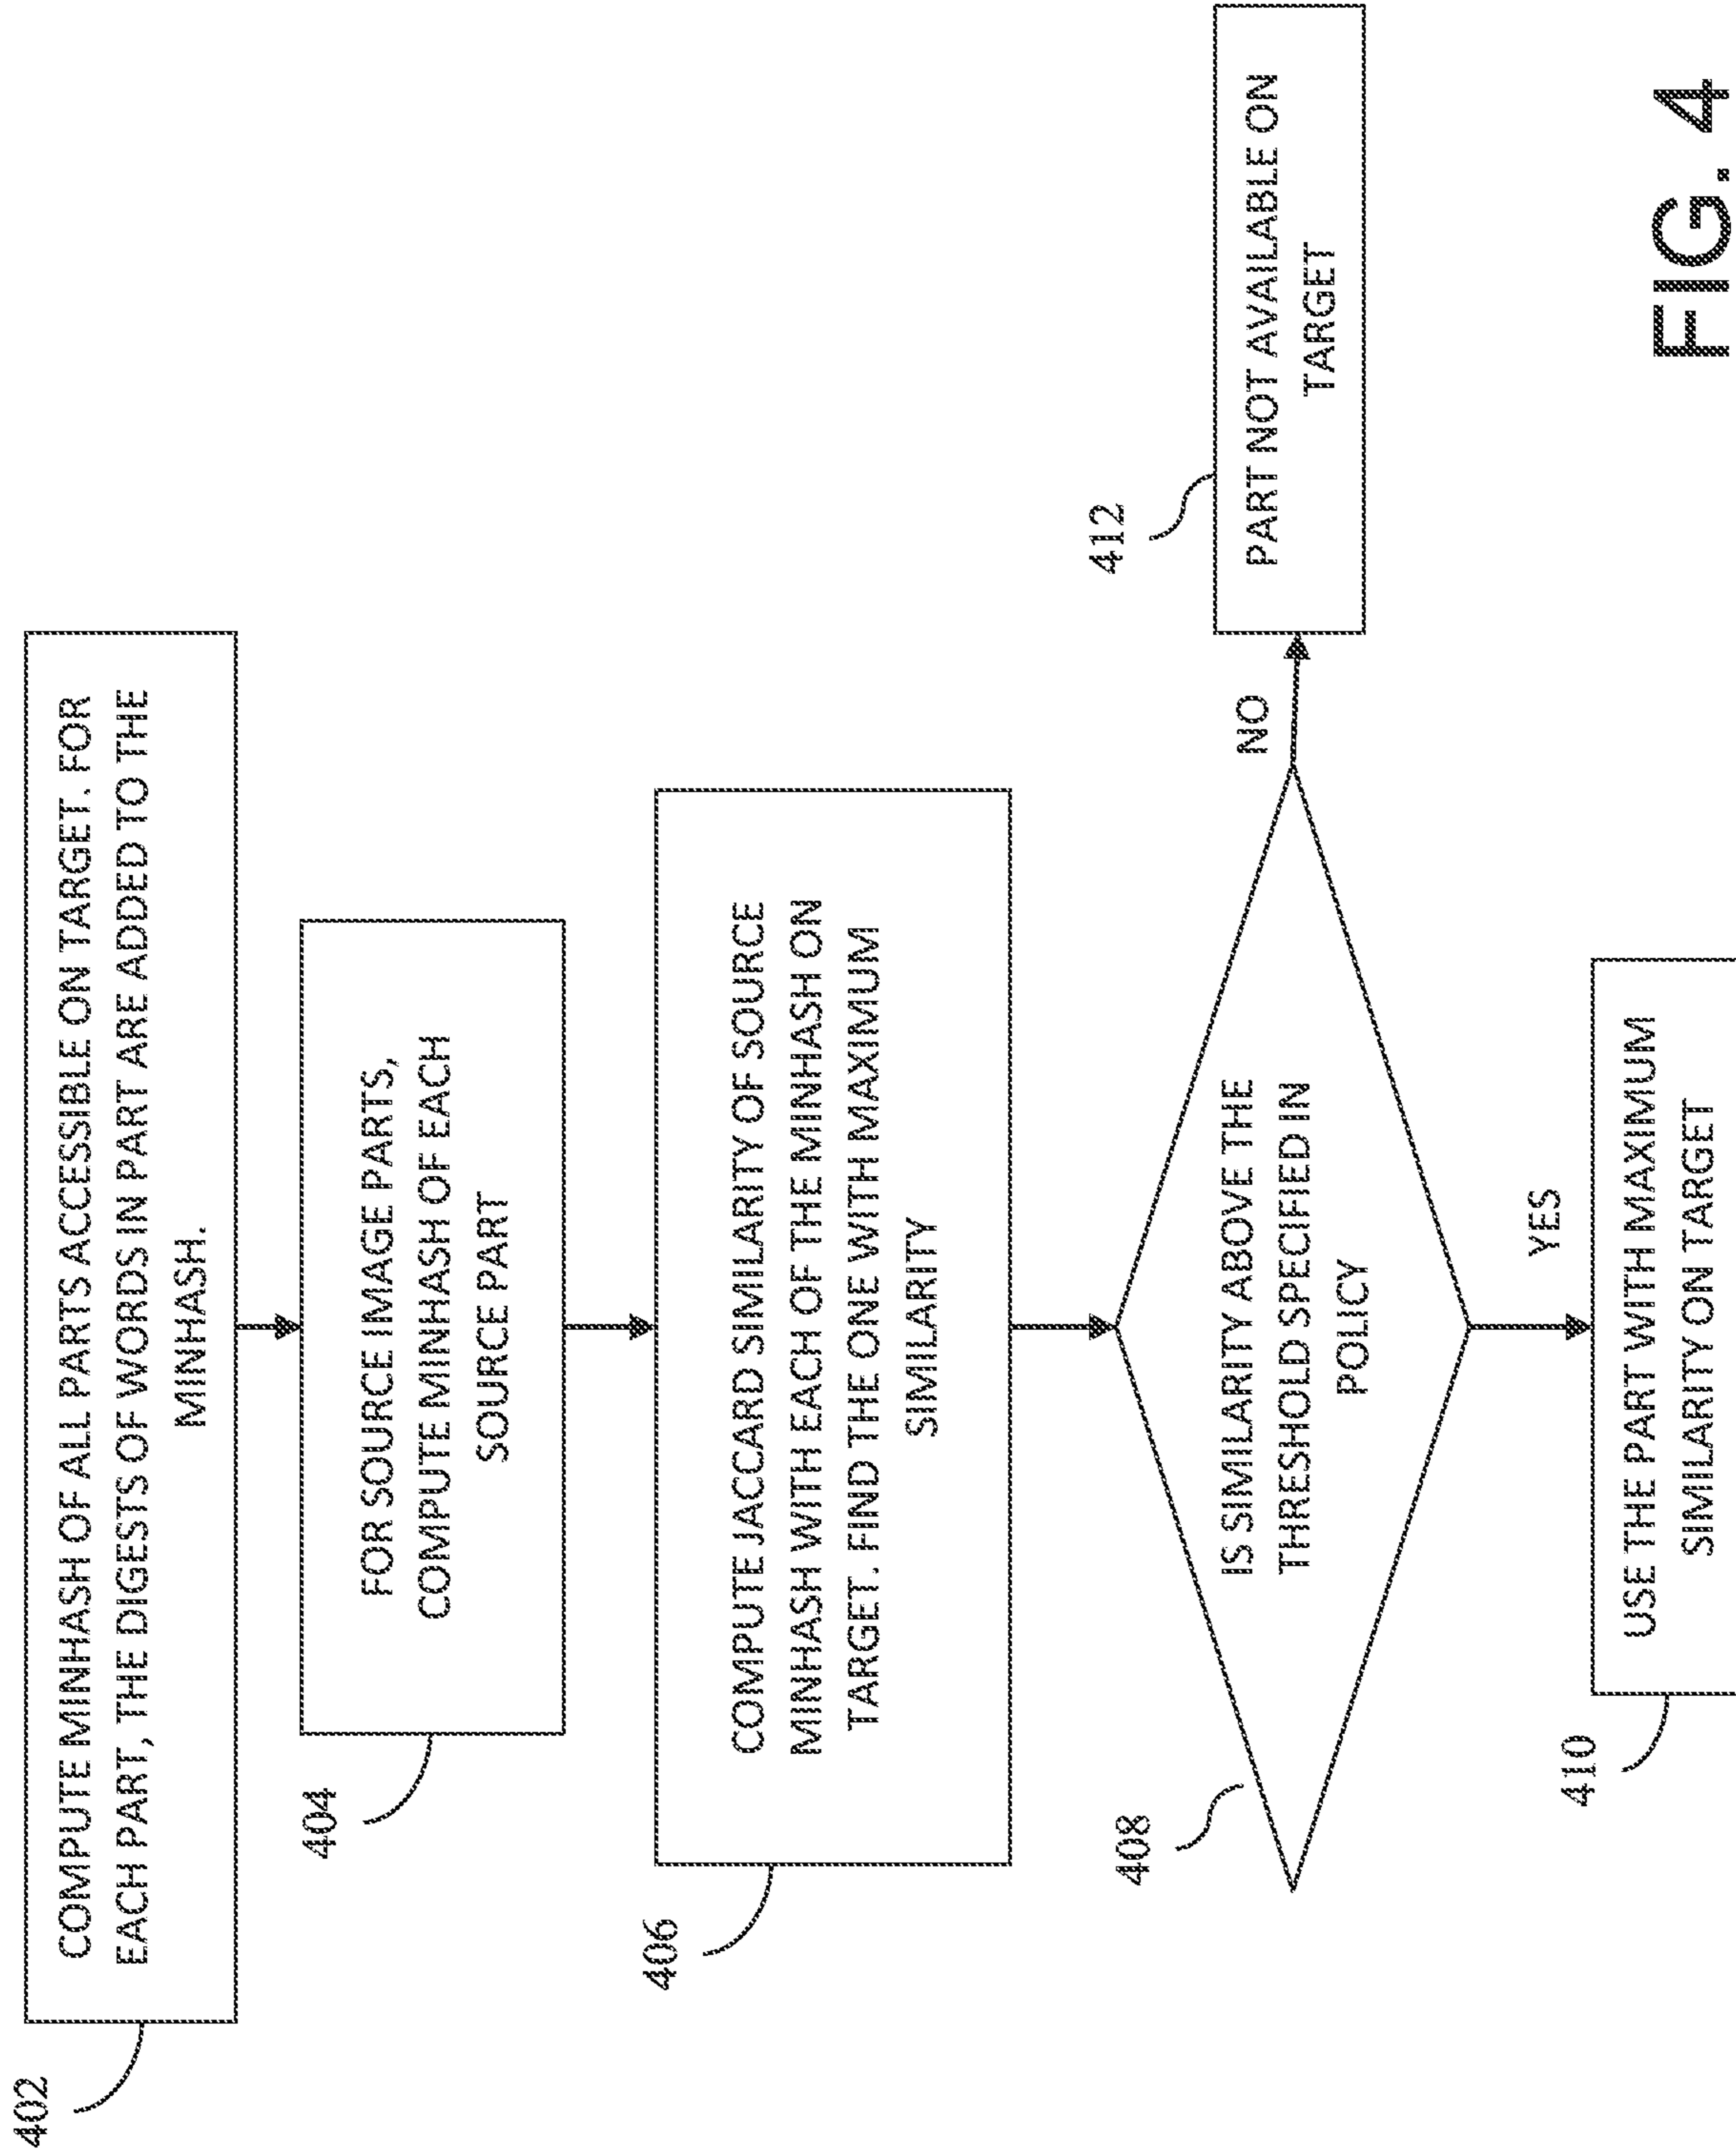 402
COMPUTE MINHASH OF ALL PARTS ACCESSIBLE ON TARGET. FOR
EACH PART, THE DIGESTS OF WORDS IN PART ARE ADDED TO THE
MINHASH.
404
FOR SOURCE IMAGE PARTS,
COMPUTE MINHASH OF EACH
SOURCE PART
406
COMPUTE JACCARD SIMILARITY OF SOURCE
MINHASH WITH EACH OF THE MINHASH ON
TARGET. FIND THE ONE WITH MAXIMUM
SIMILARITY
408
IS SIMILARITY ABOVE THE
THRESHOLD SPECIFIED IN
POLICY
NO
412
PART NOT AVAILABLE ON
TARGET
YES
410
USE THE PART WITH MAXIMUM
SIMILARITY ON TARGET
FIG. 4